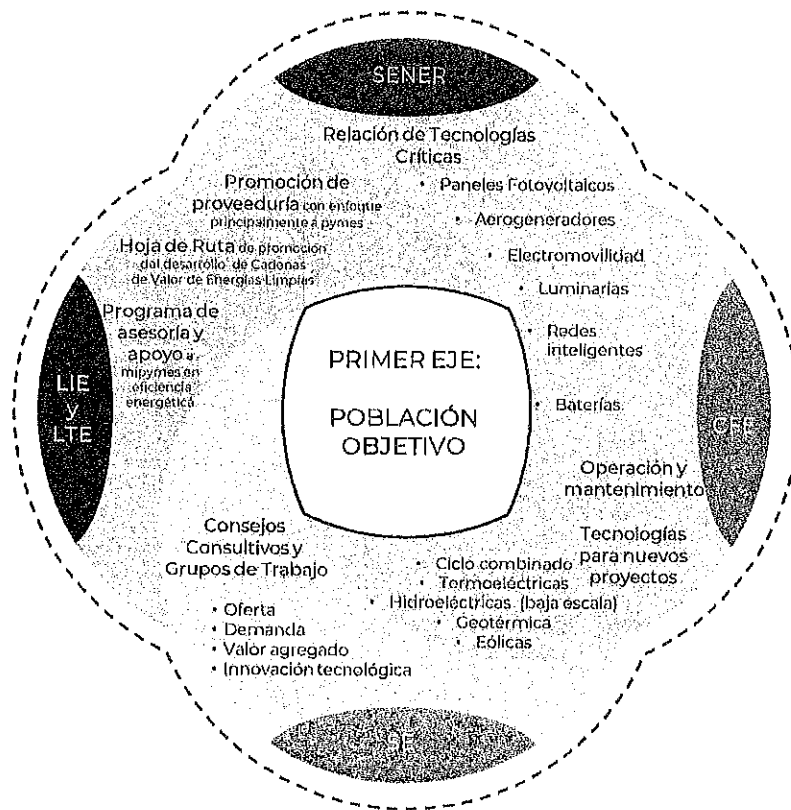 SENER
Relación de Tecnologías
Críticas
• Paneles Fotovoltaicos
• Aerogeneradores
• Electromovilidad
• Luminarias
• Redes
inteligentes
• Baterías
Promoción de
proveeduría con enfoque
principalmente a pymes
Hoja de Ruta de promoción
del desarrollo de Cadenas
de Valor de Energías Limpias
Programa de
asesoría y
apoyo a
mipymes en
eficiencia
energética
LIE
y
LTE
PRIMER EJE:
POBLACIÓN
OBJETIVO
CFE
Operación y
mantenimiento
Tecnologías
para nuevos
proyectos
• Ciclo combinado
• Termoeléctricas
• Hidroeléctricas (baja escala)
• Geotérmica
• Eólicas
Consejos
Consultivos y
Grupos de Trabajo
• Oferta
• Demanda
• Valor agregado
• Innovación tecnológica
SE